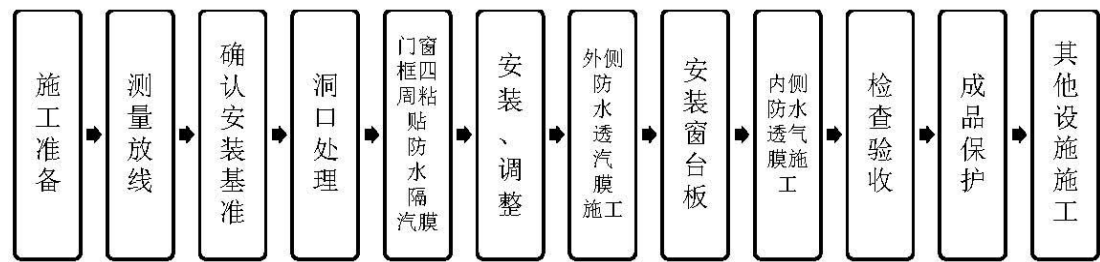 施工准备
测量放线
确认安装基准
洞口处理
门窗框四周粘贴防水隔汽膜
安装、调整
外侧防水透汽膜施工
安装窗台板
内侧防水透气膜施工
检查验收
成品保护
其他设施施工